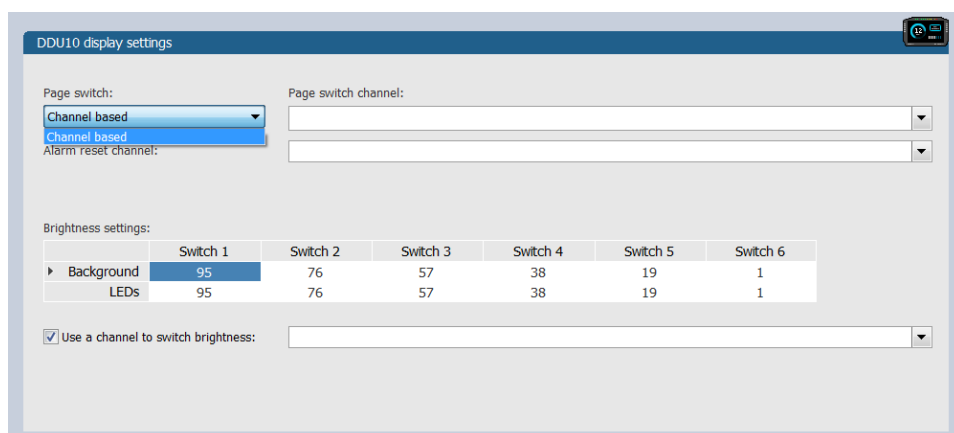 DDU10 display settings
12
Page switch: Page switch channel:
Channel based
Channel based
Alarm reset channel:
Brightness settings:
Switch 1 Switch 2 Switch 3 Switch 4 Switch 5 Switch 6
Background 95 76 57 38 19 1
LEDs 95 76 57 38 19 1
Use a channel to switch brightness: